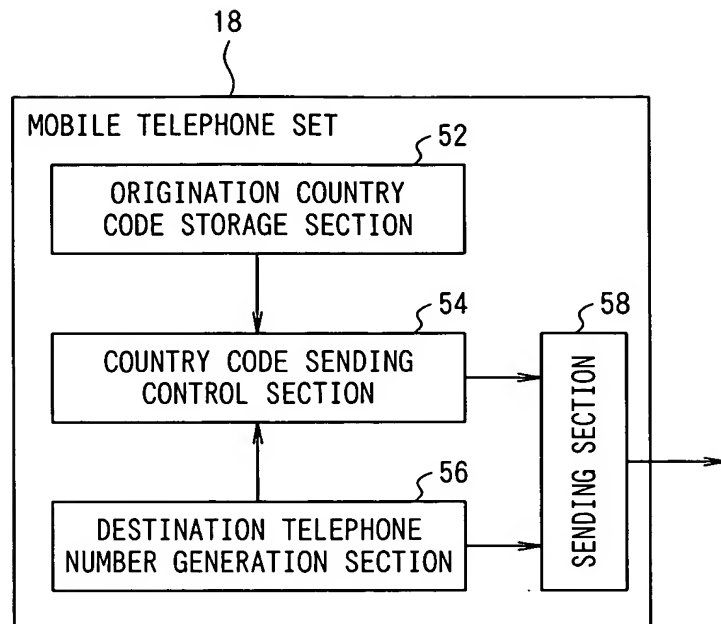 18
MOBILE TELEPHONE SET
52
ORIGINATION COUNTRY
CODE STORAGE SECTION
54
COUNTRY CODE SENDING
CONTROL SECTION
56
DESTINATION TELEPHONE
NUMBER GENERATION SECTION
58
SENDING SECTION